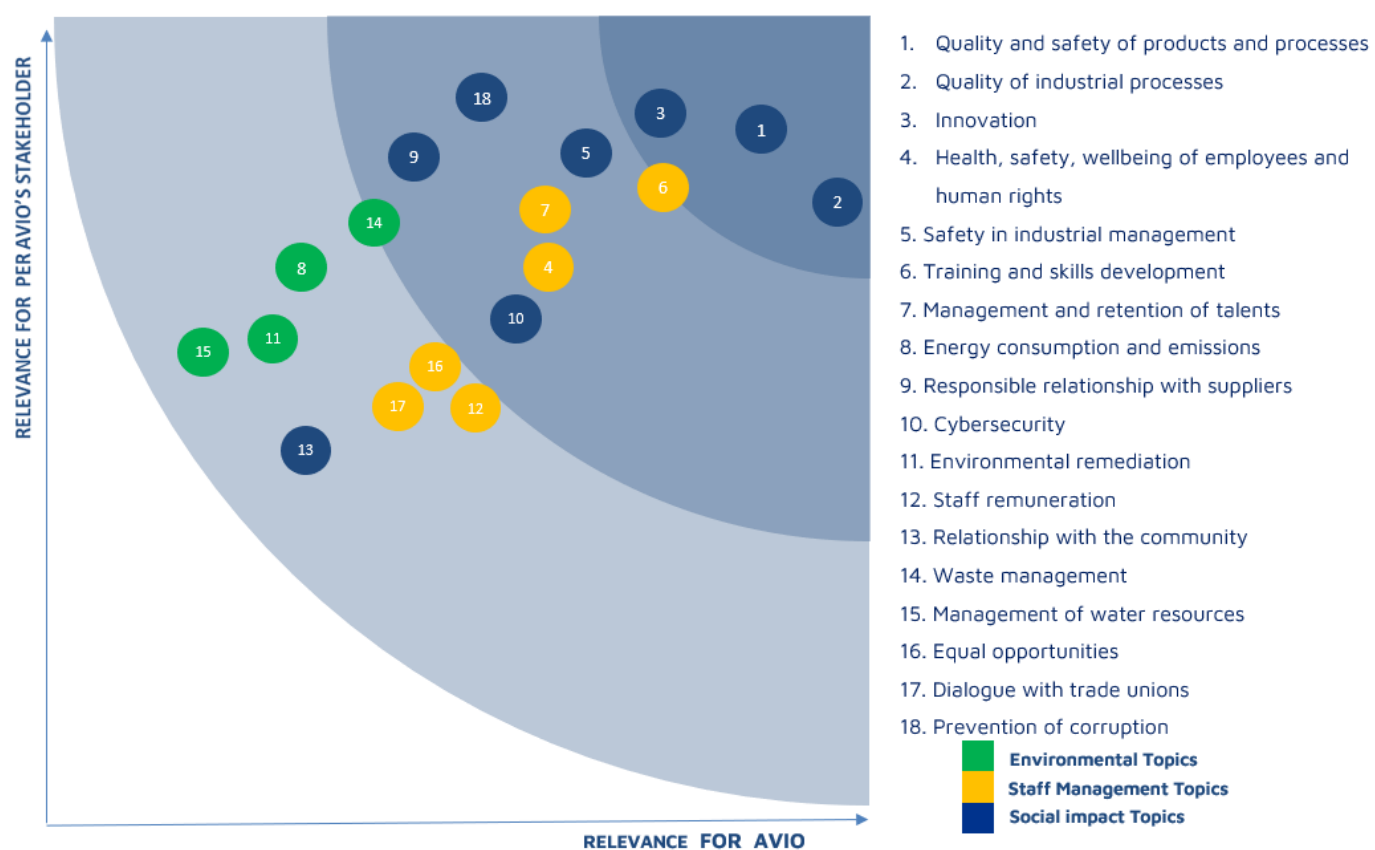 RELEVANCE FOR PER AVIO'S STAKEHOLDER
18
3
1
9
5
6
2
7
14
8
4
10
11
15
16
17
12
13
RELEVANCE FOR AVIO
1. Quality and safety of products and processes
2. Quality of industrial processes
3. Innovation
4. Health, safety, wellbeing of employees and
human rights
5. Safety in industrial management
6. Training and skills development
7. Management and retention of talents
8. Energy consumption and emissions
9. Responsible relationship with suppliers
10. Cybersecurity
11. Environmental remediation
12. Staff remuneration
13. Relationship with the community
14. Waste management
15. Management of water resources
16. Equal opportunities
17. Dialogue with trade unions
18. Prevention of corruption
Environmental Topics
Staff Management Topics
Social impact Topics